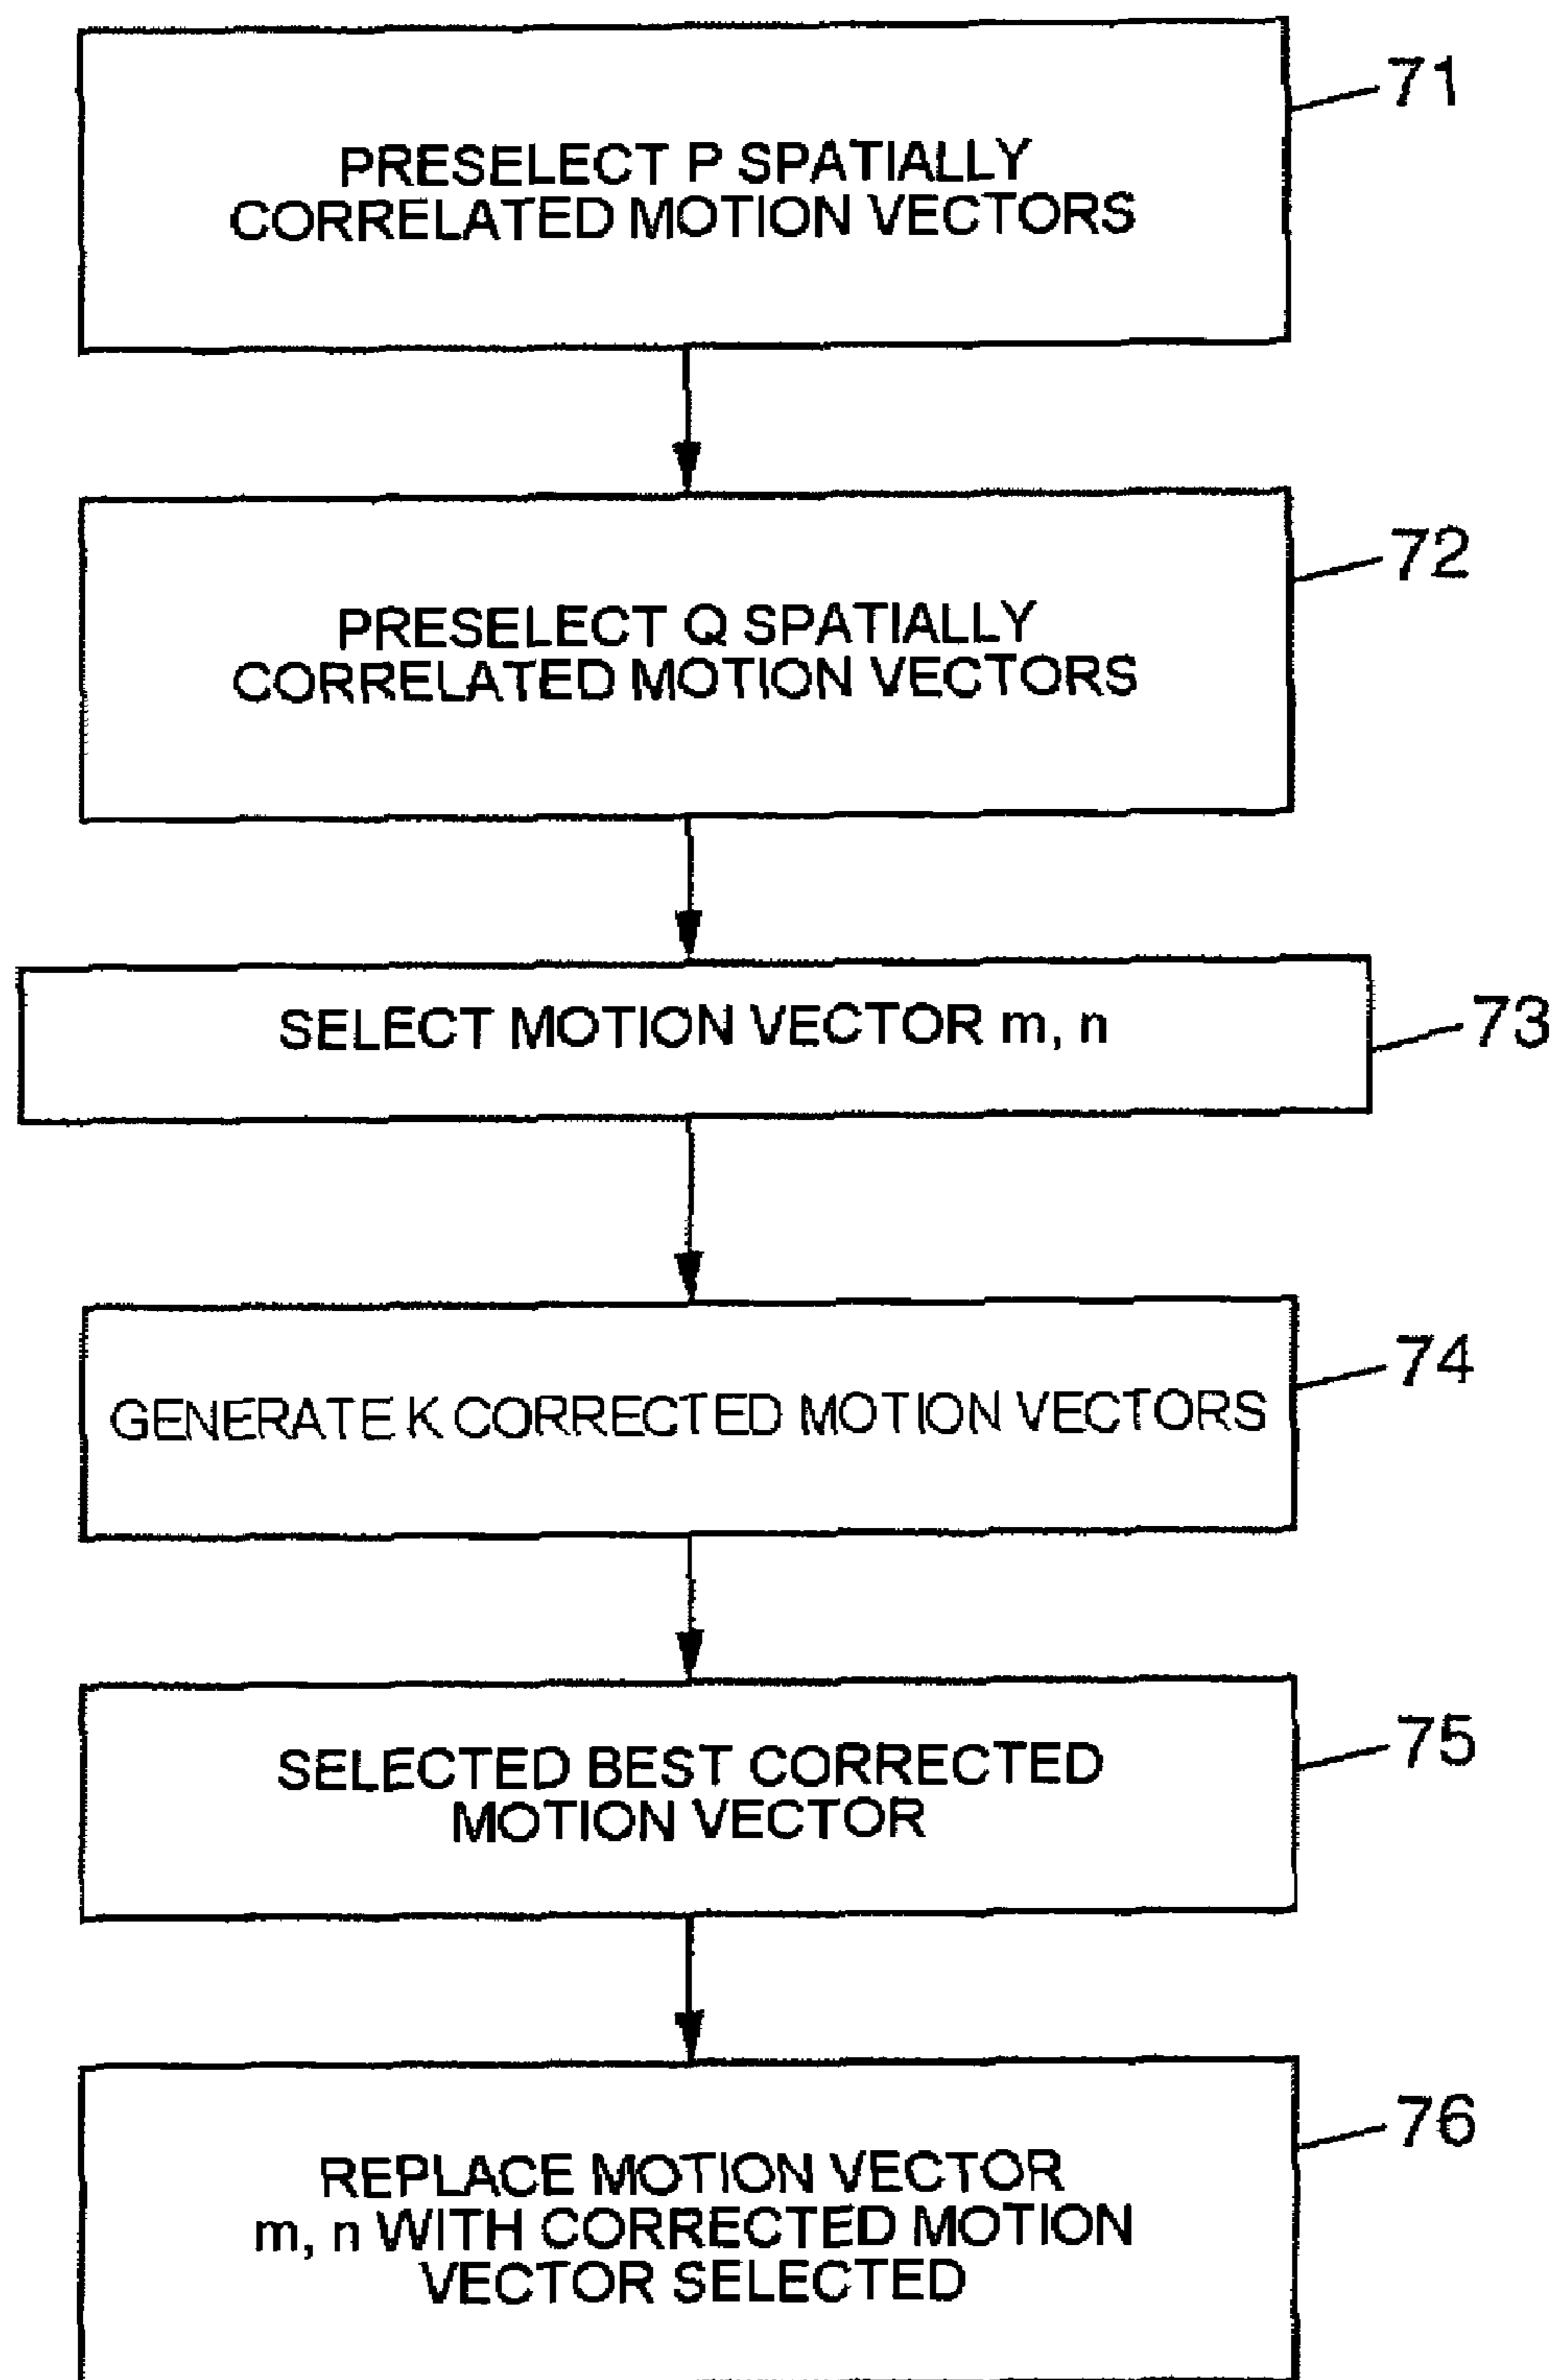 71
PRESELECT P SPATIALLY
CORRELATED MOTION VECTORS
72
PRESELECT Q SPATIALLY
CORRELATED MOTION VECTORS
73
SELECT MOTION VECTOR m, n
74
GENERATE K CORRECTED MOTION VECTORS
75
SELECTED BEST CORRECTED
MOTION VECTOR
76
REPLACE MOTION VECTOR
m, n WITH CORRECTED MOTION
VECTOR SELECTED